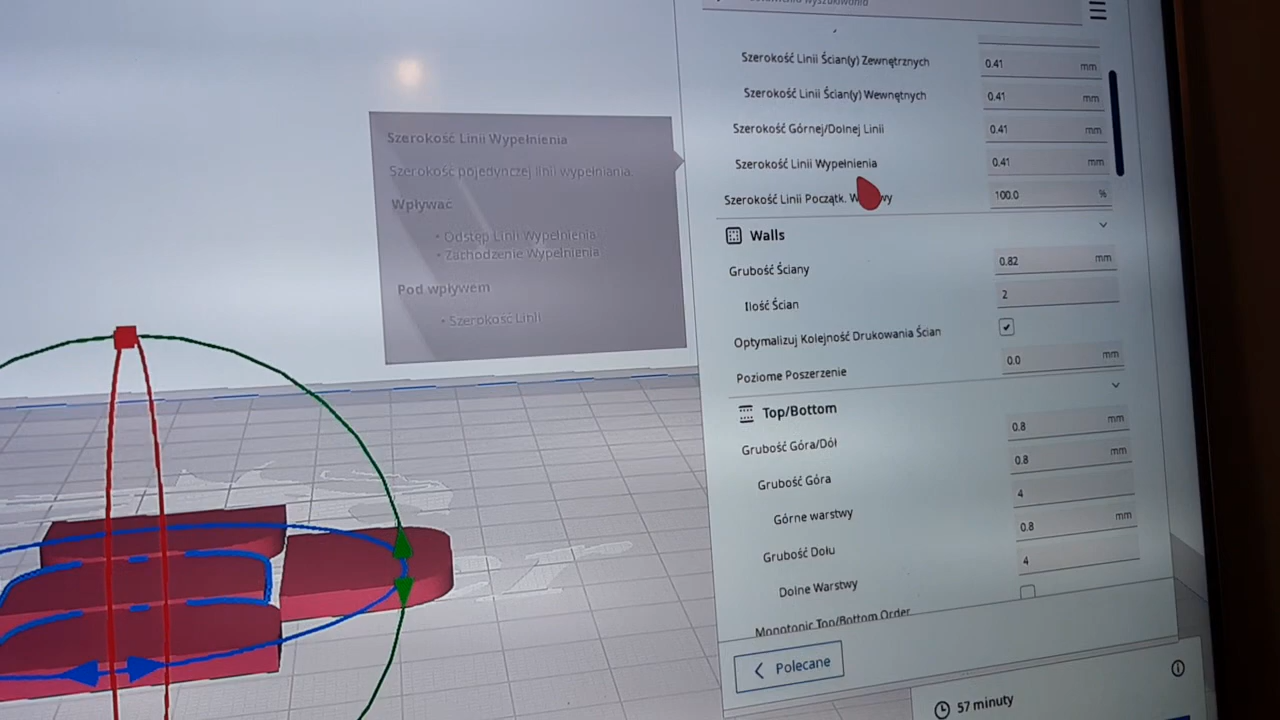 wyszukiwania
Szerokość Linii Ścian(y) Zewnętrznych
0.41 mm
Szerokość Linii Ścian(y) Wewnętrznych
0.41 mm
Szerokość Górnej/Dolnej Linii
0.41 mm
Szerokość Linii Wypełnienia
0.41 mm
Szerokość Linii Początk.
100.0 %
Walls
Grubość Ściany
0.82 mm
Ilość Ścian
2
Optymalizuj Kolejność Drukowania Ścian
Poziome Poszerzenie
0.0 mm
Top/Bottom
Grubość Góra/Dół
0.8 mm
Grubość Góra
0.8 mm
Górne warstwy
4
Grubość Dołu
0.8 mm
Dolne Warstwy
4
Monotonic Top/Bottom Order
Polecane
57 minuty
Szerokość Linii Wypełnienia
Szerokość pojedynczej linii wypełniania.
Wpływać
• Odstęp Linii Wypełnienia
• Zachodzenie Wypełnienia
Pod wpływem
• Szerokość Linii